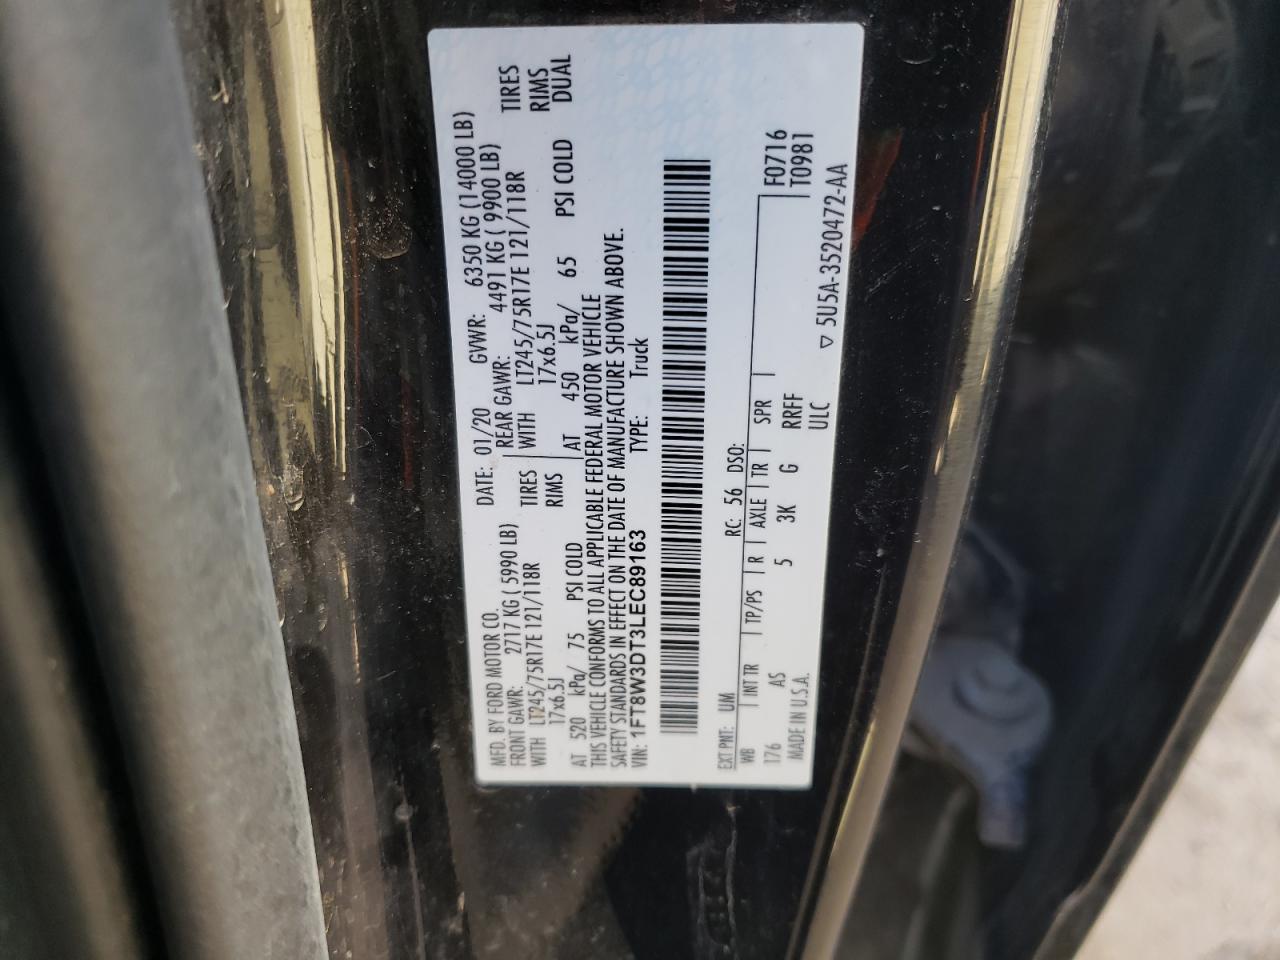 MFD. BY FORD MOTOR CO. DATE: 01/20 GVWR: 6350 KG (14000 LB)
FRONT GAWR: 2717 KG ( 5990 LB) REAR GAWR: 4491 KG ( 9900 LB)
WITH LT245/75R17E 121/118R TIRES WITH LT245/75R17E 121/118R TIRES
17x6.5J RIMS 17x6.5J RIMS
AT 520 kPa/ 75 PSI COLD AT 450 kPa/ 65 PSI COLD DUAL
THIS VEHICLE CONFORMS TO ALL APPLICABLE FEDERAL MOTOR VEHICLE
SAFETY STANDARDS IN EFFECT ON THE DATE OF MANUFACTURE SHOWN ABOVE.
VIN: 1FT8W3DT3LEC89163 TYPE: Truck
EXT PNT: UM RC: 56 DSO:
WB INT TR TP/PS R AXLE TR SPR F0716
176 AS 5 3K G RRFF T0981
MADE IN U.S.A. ULC ▽ 5U5A-3520472-AA